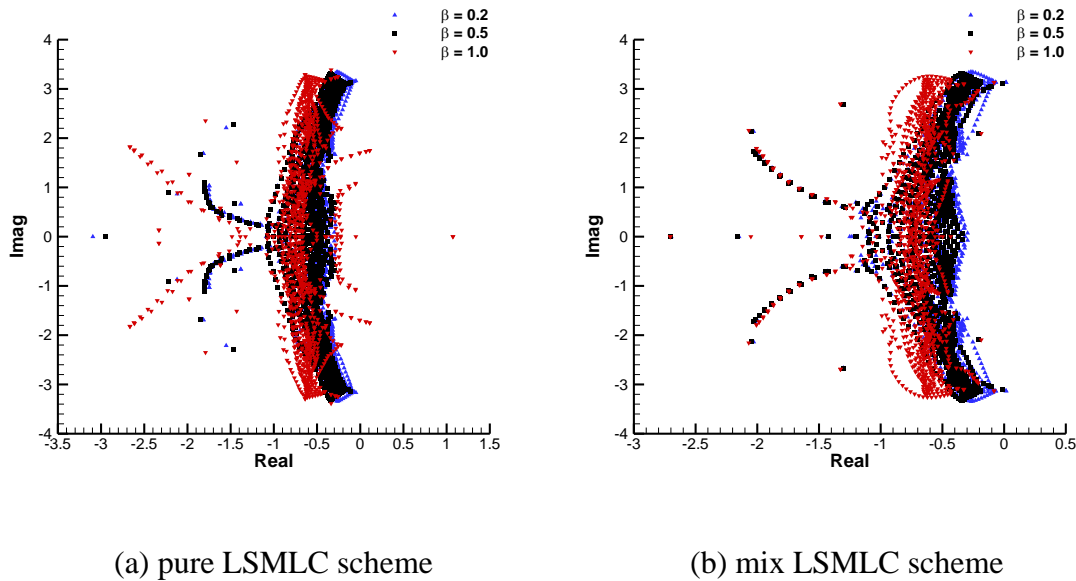 β = 0.2
β = 0.5
β = 1.0
4
3
2
1
0
-1
-2
-3
-4
Imag
-3.5 -3 -2.5 -2 -1.5 -1 -0.5 0 0.5 1 1.5
Real
(a) pure LSMLC scheme
β = 0.2
β = 0.5
β = 1.0
4
3
2
1
0
-1
-2
-3
-4
Imag
-3 -2.5 -2 -1.5 -1 -0.5 0 0.5
Real
(b) mix LSMLC scheme